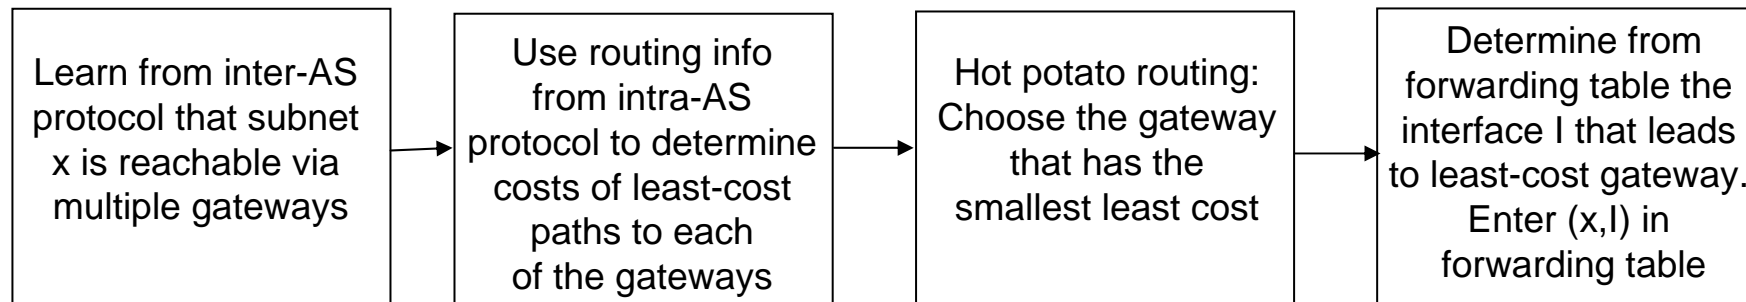 Learn from inter-AS
protocol that subnet
x is reachable via
multiple gateways
Use routing info
from intra-AS
protocol to determine
costs of least-cost
paths to each
of the gateways
Hot potato routing:
Choose the gateway
that has the
smallest least cost
Determine from
forwarding table the
interface I that leads
to least-cost gateway.
Enter (x,I) in
forwarding table